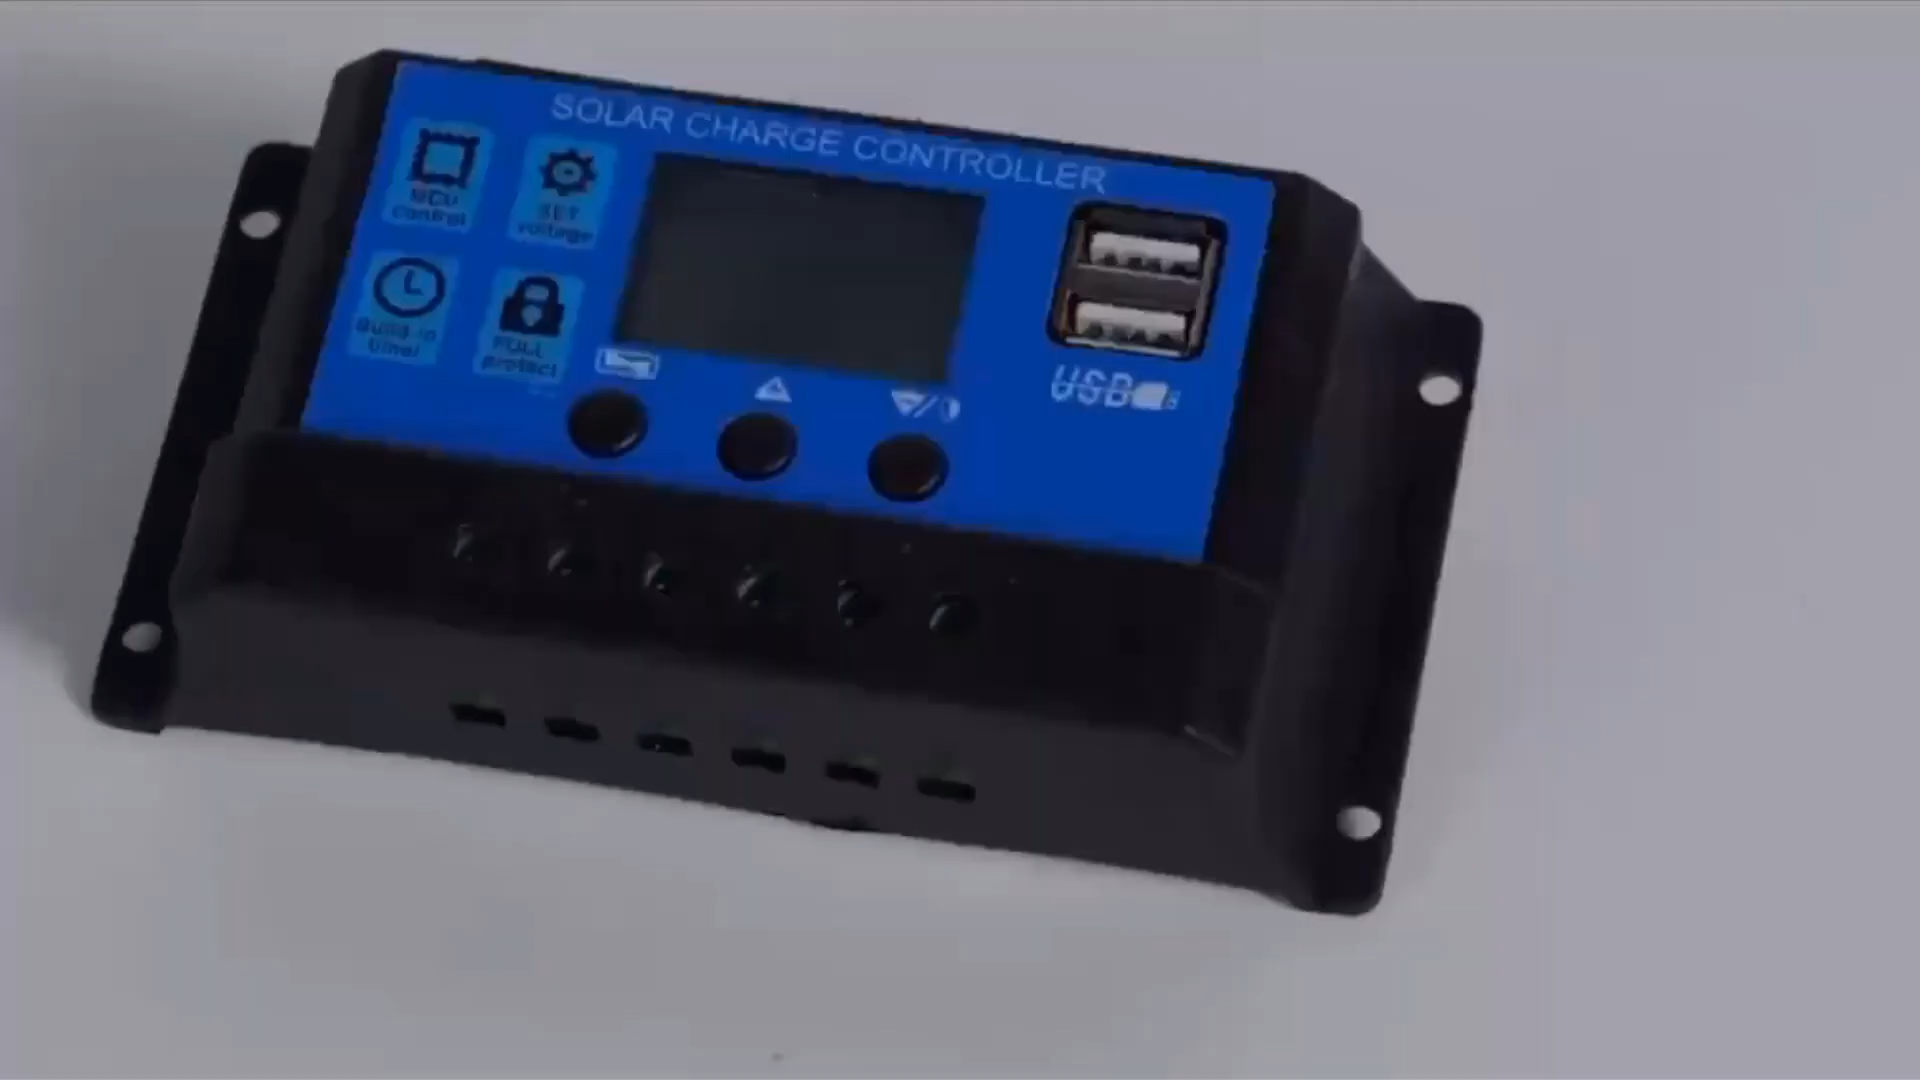 SOLAR CHARGE CONTROLLER
MCU
control
SET
voltage
Build-in
timer
FULL
protect
USB